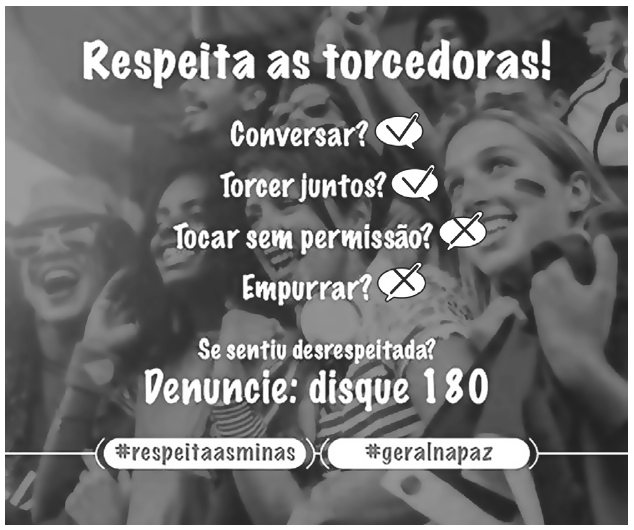 Respeita as torcedoras!
Conversar?
Torcer juntos?
Tocar sem permissão?
Empurrar?
Se sentiu desrespeitada?
Denuncie: disque 180
#respeitaasminas #geralnapaz